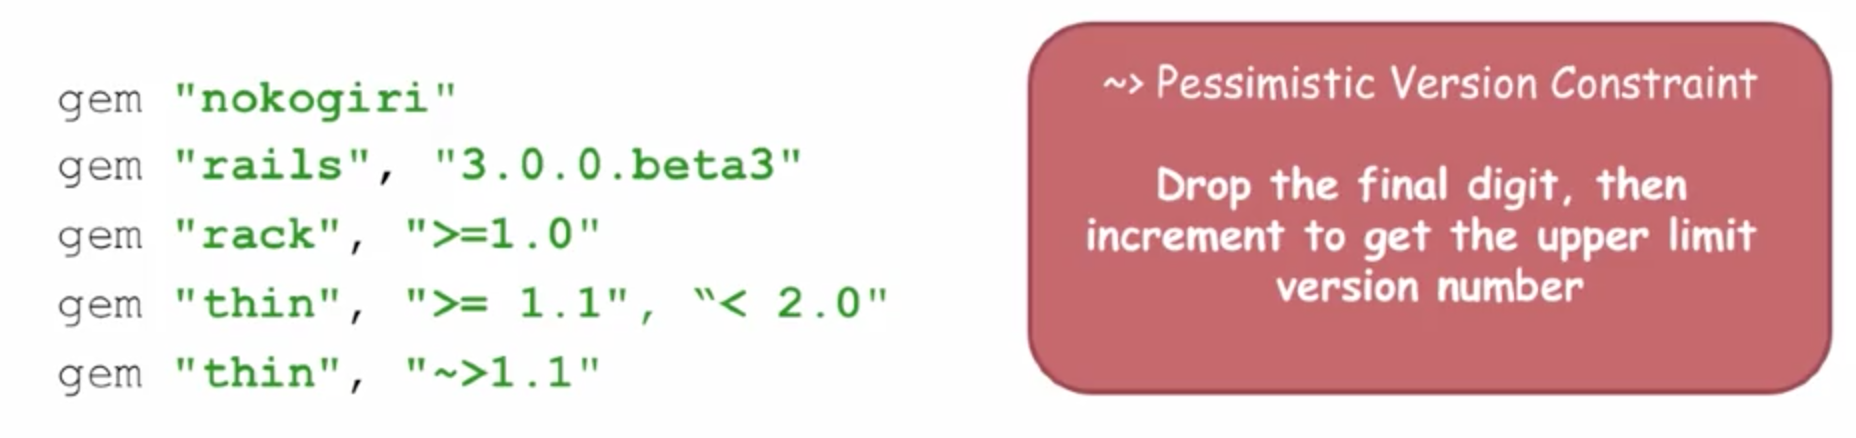 gem "nokogiri"
gem "rails", "3.0.0.beta3"
gem "rack", ">=1.0"
gem "thin", ">= 1.1", “< 2.0"
gem "thin", "~>1.1"
~> Pessimistic Version Constraint
Drop the final digit, then
increment to get the upper limit
version number